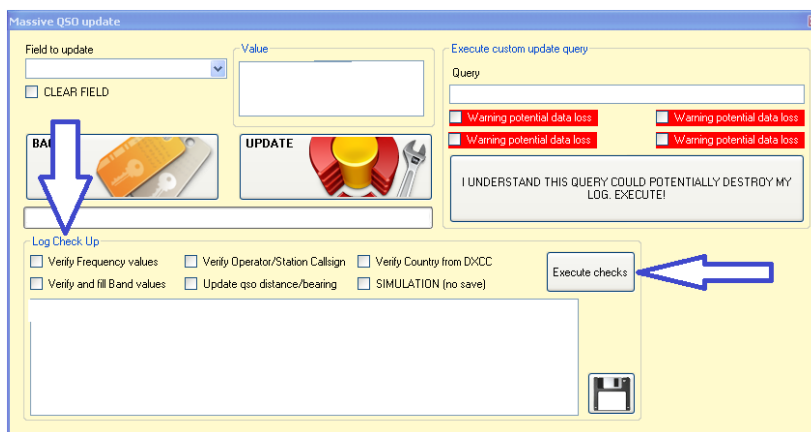 Massive QSO update
Field to update
CLEAR FIELD
Value
UPDATE
Execute custom update query
Query
Warning potential data loss
Warning potential data loss
Warning potential data loss
Warning potential data loss
I UNDERSTAND THIS QUERY COULD POTENTIALLY DESTROY MY
LOG. EXECUTE!
Log Check Up
Verify Frequency values
Verify Operator/Station Callsign
Verify Country from DXCC
Verify and fill Band values
Update qso distance/bearing
SIMULATION (no save)
Execute checks